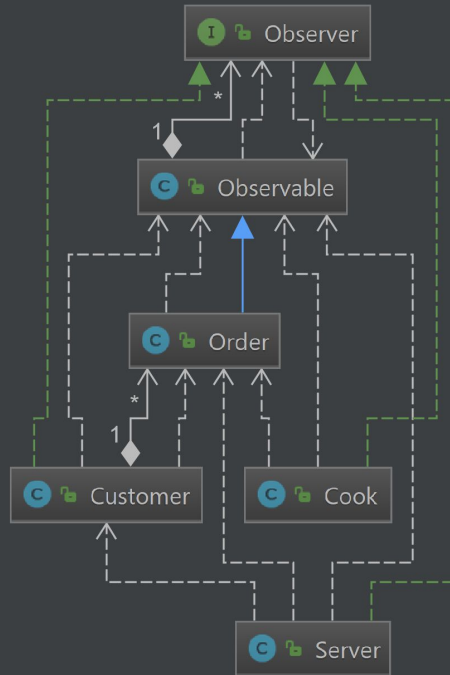 I Observer
*
1
C Observable
C Order
*
1
C Customer
C Cook
C Server